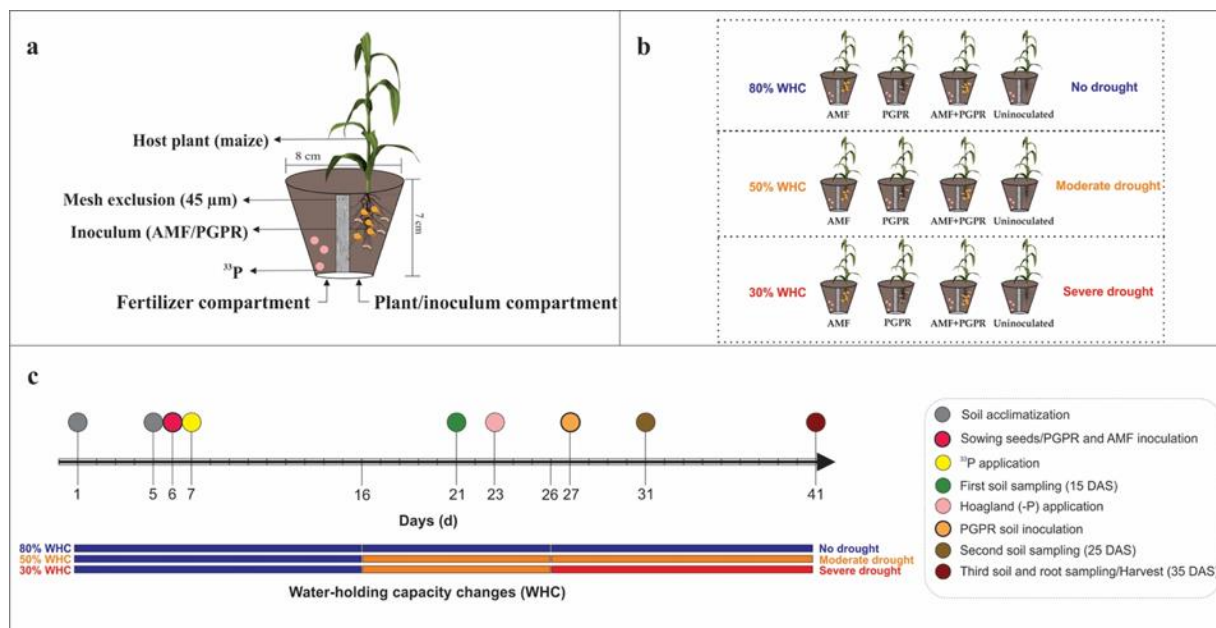 a
Host plant (maize)
8 cm
Mesh exclusion (45 µm)
Inoculum (AMF/PGPR)
7 cm
³³P
Fertilizer compartment
Plant/inoculum compartment
b
80% WHC
No drought
AMF
PGPR
AMF+PGPR
Uninoculated
50% WHC
Moderate drought
AMF
PGPR
AMF+PGPR
Uninoculated
30% WHC
Severe drought
AMF
PGPR
AMF+PGPR
Uninoculated
c
1 5 6 7 16 21 23 26 27 31 41
Days (d)
80% WHC
No drought
50% WHC
Moderate drought
30% WHC
Severe drought
Water-holding capacity changes (WHC)
Soil acclimatization
Sowing seeds/PGPR and AMF inoculation
³³P application
First soil sampling (15 DAS)
Hoagland (-P) application
PGPR soil inoculation
Second soil sampling (25 DAS)
Third soil and root sampling/Harvest (35 DAS)